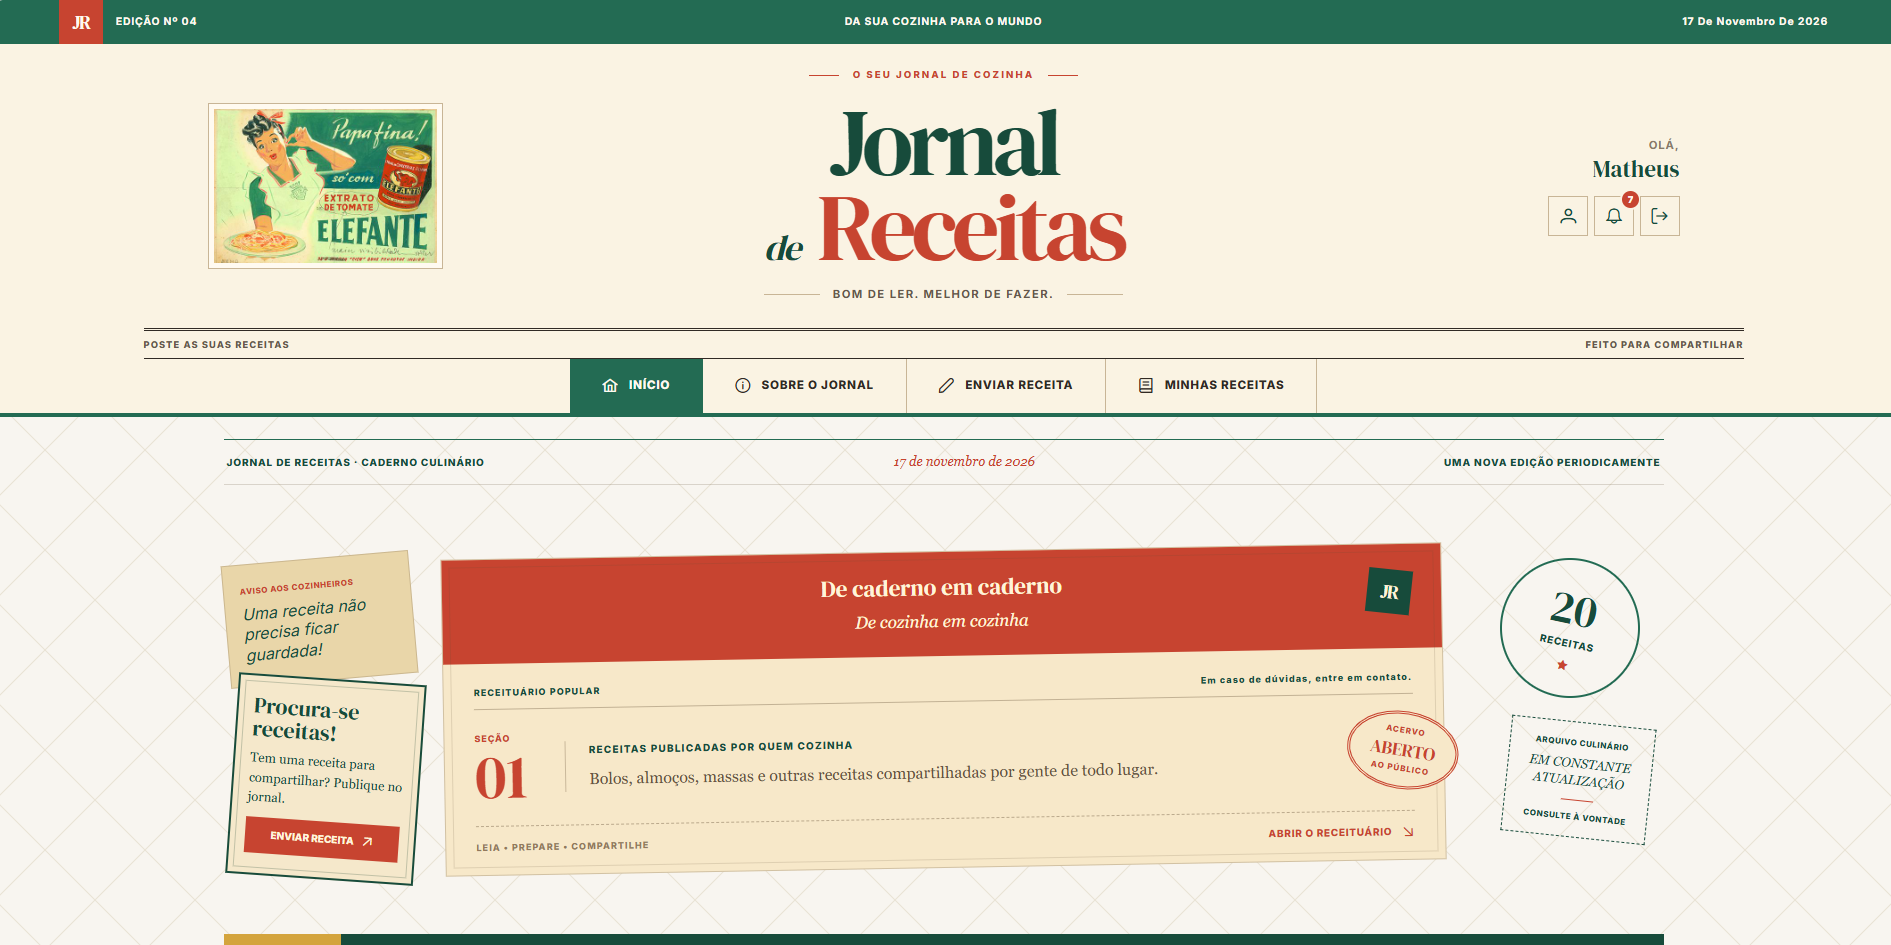 JR
EDIÇÃO Nº 04
DA SUA COZINHA PARA O MUNDO
17 De Novembro De 2026
O SEU JORNAL DE COZINHA
Papa fina!
só com
EXTRATO
DE TOMATE
ELEFANTE
Jornal
de Receitas
BOM DE LER. MELHOR DE FAZER.
OLÁ,
Matheus
7
POSTE AS SUAS RECEITAS
FEITO PARA COMPARTILHAR
INÍCIO
SOBRE O JORNAL
ENVIAR RECEITA
MINHAS RECEITAS
JORNAL DE RECEITAS · CADERNO CULINÁRIO
17 de novembro de 2026
UMA NOVA EDIÇÃO PERIODICAMENTE
AVISO AOS COZINHEIROS
Uma receita não
precisa ficar
guardada!
Procura-se
receitas!
Tem uma receita para
compartilhar? Publique no
jornal.
ENVIAR RECEITA
De caderno em caderno
De cozinha em cozinha
JR
RECEITUÁRIO POPULAR
Em caso de dúvidas, entre em contato.
SEÇÃO
01
RECEITAS PUBLICADAS POR QUEM COZINHA
Bolos, almoços, massas e outras receitas compartilhadas por gente de todo lugar.
ACERVO
ABERTO
AO PÚBLICO
LEIA • PREPARE • COMPARTILHE
ABRIR O RECEITUÁRIO
20
RECEITAS
ARQUIVO CULINÁRIO
EM CONSTANTE
ATUALIZAÇÃO
CONSULTE À VONTADE